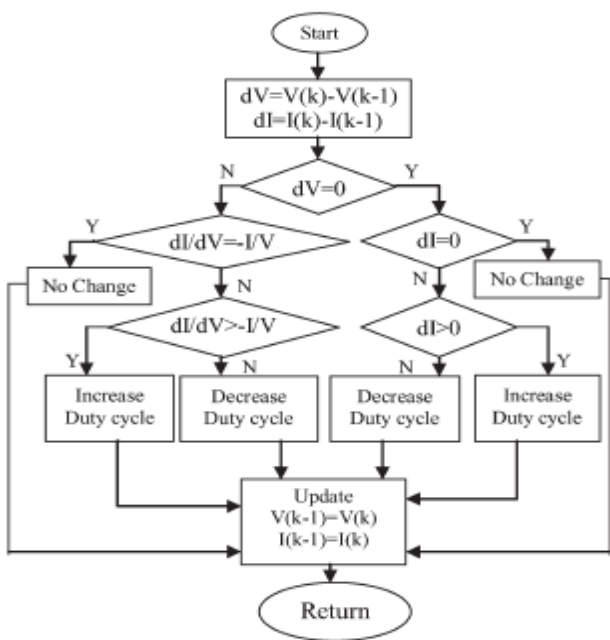 Start
dV=V(k)-V(k-1)
dI=I(k)-I(k-1)
N
Y
dV=0
Y
dI/dV=-I/V
dI=0
Y
No Change
N
N
No Change
dI/dV>-I/V
dI>0
Y
N
N
Y
Increase
Duty cycle
Decrease
Duty cycle
Decrease
Duty cycle
Increase
Duty cycle
Update
V(k-1)=V(k)
I(k-1)=I(k)
Return